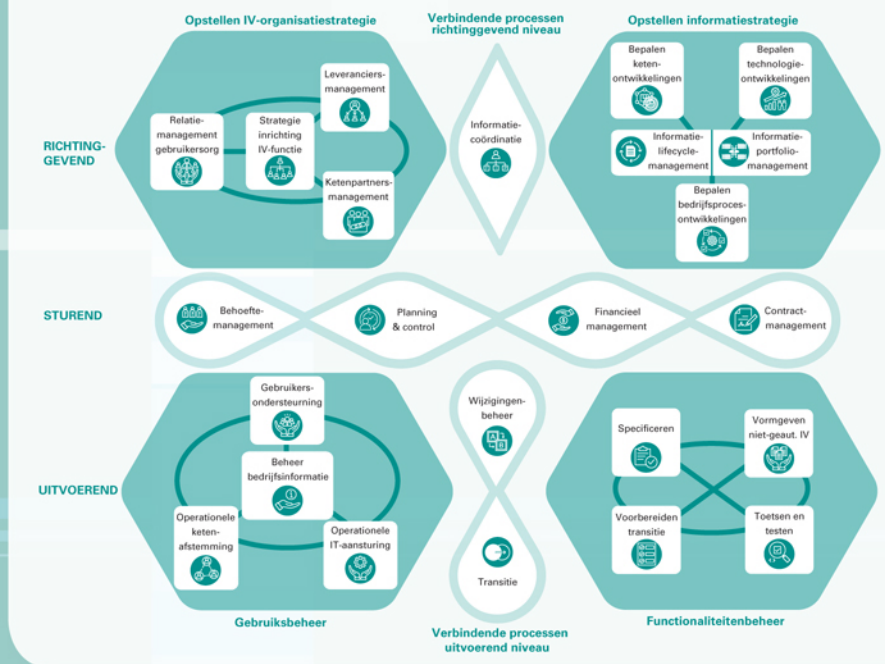 Opstellen IV-organisatiestrategie
Verbindende processen
richtinggevend niveau
Opstellen informatiestrategie
RICHTING-
GEVEND
Relatie-
management
gebruikersorg
Strategie
inrichting
IV-functie
Leveranciers-
management
Ketenpartners-
management
Informatie-
coördinatie
Bepalen
keten-
ontwikkelingen
Bepalen
technologie-
ontwikkelingen
Informatie-
lifecycle-
management
Informatie-
portfolio-
management
Bepalen
bedrijfsproces-
ontwikkelingen
STUREND
Behoefte-
management
Planning
& control
Financieel
management
Contract-
management
UITVOEREND
Gebruikers-
ondersteurning
Beheer
bedrijfsinformatie
Operationele
keten-
afstemming
Operationele
IT-aansturing
Gebruiksbeheer
Wijzigingen-
beheer
A
B
Transitie
Verbindende processen
uitvoerend niveau
Specificeren
Vormgeven
niet-geaut. IV
Voorbereiden
transitie
Toetsen en
testen
Functionaliteitenbeheer